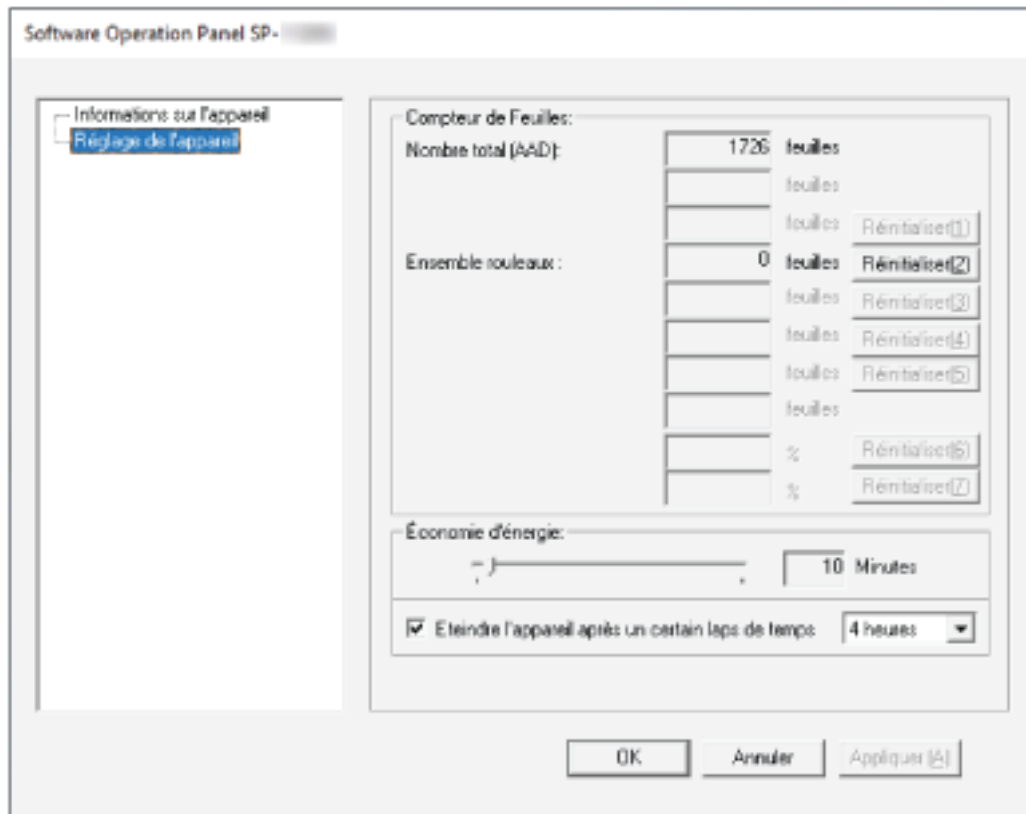 Software Operation Panel SP-
Informations sur l'appareil
Réglage de l'appareil
Compteur de Feuilles:
Nombre total (AAD): 1726 feuilles
feuilles
feuilles Réinitialiser(1)
Ensemble rouleaux : 0 feuilles Réinitialiser(2)
feuilles Réinitialiser(3)
feuilles Réinitialiser(4)
feuilles Réinitialiser(5)
feuilles
% Réinitialiser(6)
% Réinitialiser(7)
Économie d'énergie:
10 Minutes
Eteindre l'appareil après un certain laps de temps 4 heures
OK Annuler Appliquer (A)